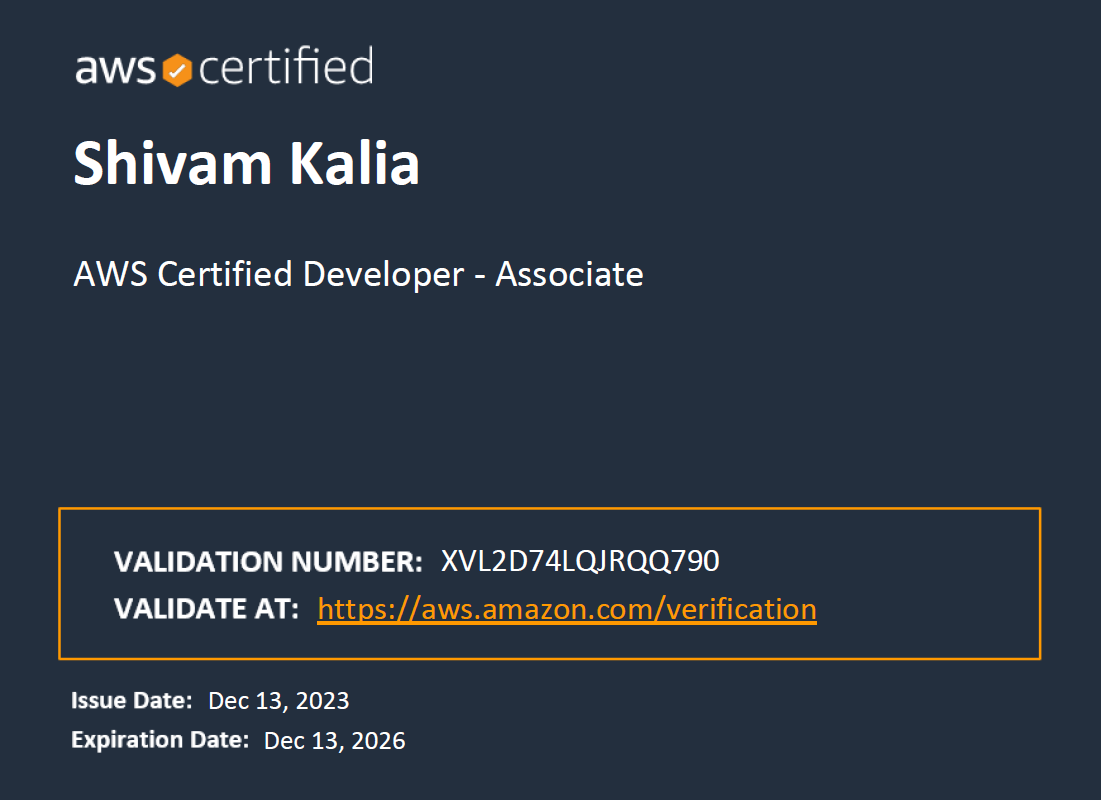 aws certified
Shivam Kalia
AWS Certified Developer - Associate
VALIDATION NUMBER: XVL2D74LQJRQQ790
VALIDATE AT: https://aws.amazon.com/verification
Issue Date: Dec 13, 2023
Expiration Date: Dec 13, 2026